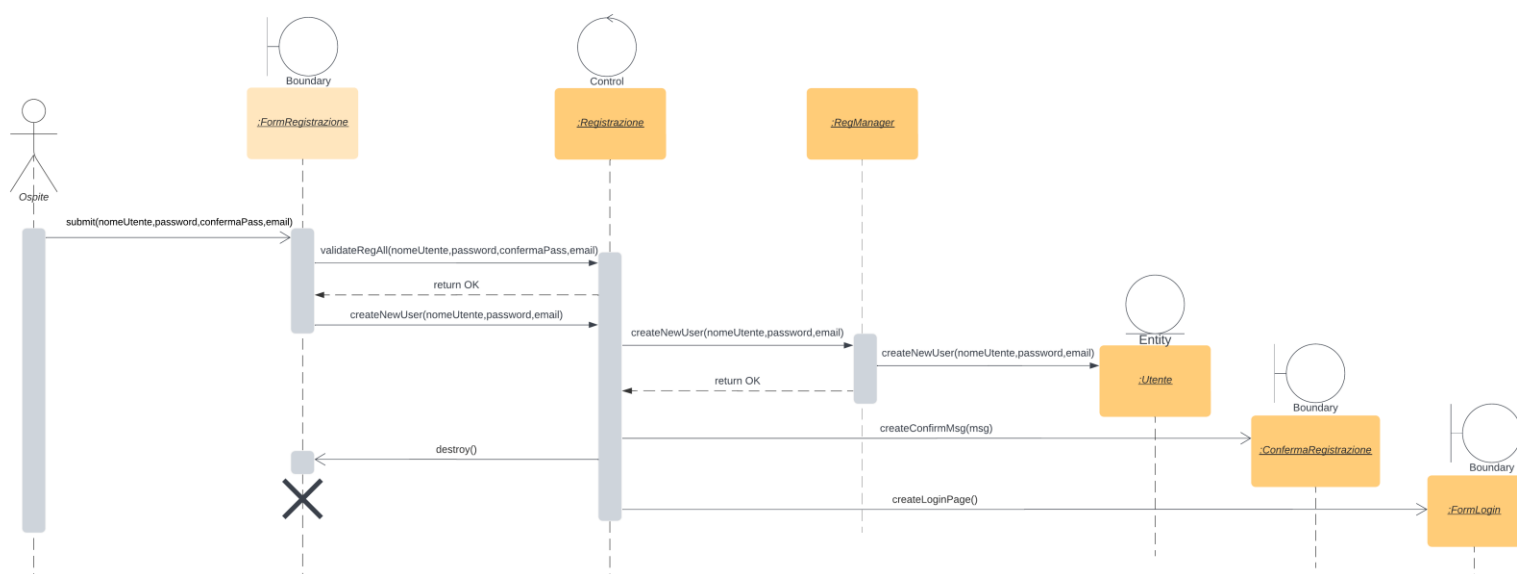 Boundary
Control
:FormRegistrazione
:Registrazione
:RegManager
Ospite
submit(nomeUtente,password,confermaPass,email)
validateRegAll(nomeUtente,password,confermaPass,email)
return OK
createNewUser(nomeUtente,password,email)
createNewUser(nomeUtente,password,email)
Entity
createNewUser(nomeUtente,password,email)
return OK
:Utente
Boundary
createConfirmMsg(msg)
destroy()
:ConfermaRegistrazione
Boundary
createLoginPage()
:FormLogin